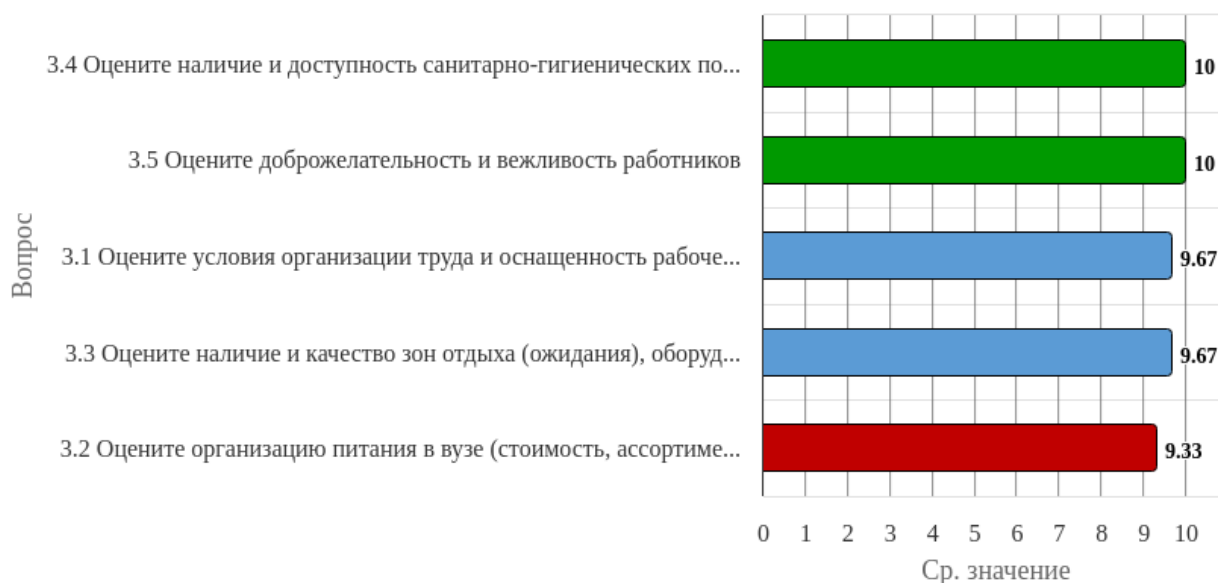 3.4 Оцените наличие и доступность санитарно-гигиенических по...
10
3.5 Оцените доброжелательность и вежливость работников
10
Вопрос
3.1 Оцените условия организации труда и оснащенность рабоче...
9.67
3.3 Оцените наличие и качество зон отдыха (ожидания), оборуд...
9.67
3.2 Оцените организацию питания в вузе (стоимость, ассортиме...
9.33
0 1 2 3 4 5 6 7 8 9 10
Ср. значение